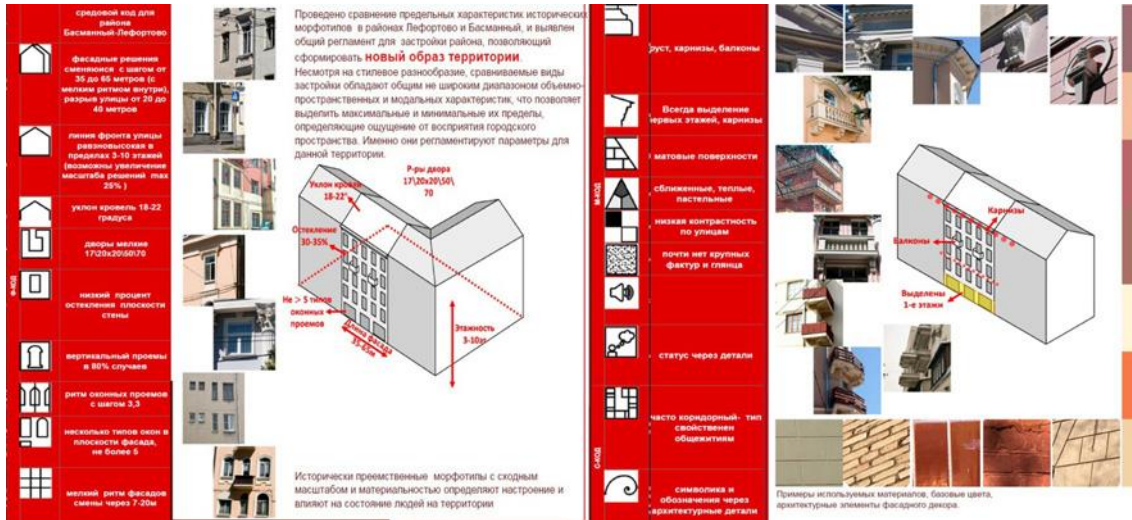 средовой код для
района
Басманный-Лефортово
фасадные решения
сменяюися с шагом от
35 до 65 метров (с
мелким ритмом внутри),
разрыв улицы от 20 до
40 метров
линия фронта улицы
равзновысокая в
пределах 3-10 этажей
(возможны увеличение
масштаба решений max
25% )
уклон кровель 18-22
градуса
дворы мелкие
17\20х20\50\70
Ф-КОД
низкий процент
остекления плоскости
стены
вертикальный проемы
в 80% случаев
ритм оконных проемов
с шагом 3,3
несколько типов окон в
плоскости фасада,
не более 5
мелкий ритм фасадов
смены через 7-20м
Проведено сравнение предельных характеристик исторических
морфотипов в районах Лефортово и Басманный, и выявлен
общий регламент для застройки района, позволяющий
сформировать новый образ территории.
Несмотря на стилевое разнообразие, сравниваемые виды
застройки обладают общим не широким диапазоном объемно-
пространственных и модальных характеристик, что позволяет
выделить максимальные и минимальные их пределы,
определяющие ощущение от восприятия городского
пространства. Именно они регламентируют параметры для
данной территории.
Р-ры двора
17\20х20\50\
70
Уклон кровли
18-22°
Остекление
30-35%
Не > 5 типов
оконных
проемов
Длина фасада
35-65м
Этажность
3-10эт
Исторически преемственные морфотипы с сходным
масштабом и материальностью определяют настроение и
влияют на состояние людей на территории
руст, карнизы, балконы
Всегда выделение
первых этажей, карнизы
матовые поверхности
М-КОД
сближенные, теплые,
пастельные
низкая контрастность
по улицам
почти нет крупных
фактур и глянца
статус через детали
часто коридорный- тип
свойственен
общежитиям
С-КОД
символика и
обозначения через
архитектурные детали
Карнизы
Балконы
Выделены
1-е этажи
Примеры используемых материалов, базовые цвета,
архитектурные элементы фасадного декора.